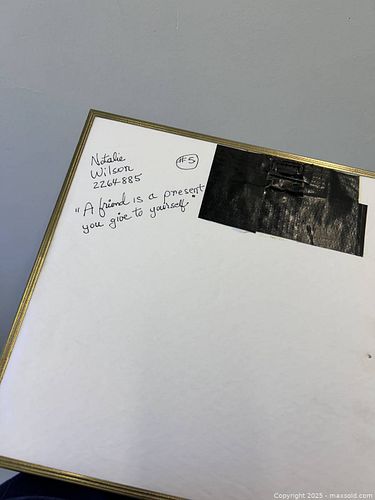 Natalie
Wilson
2264-885
#5
"A friend is a present
you give to yourself"
Copyright 2025 - maxsold.com